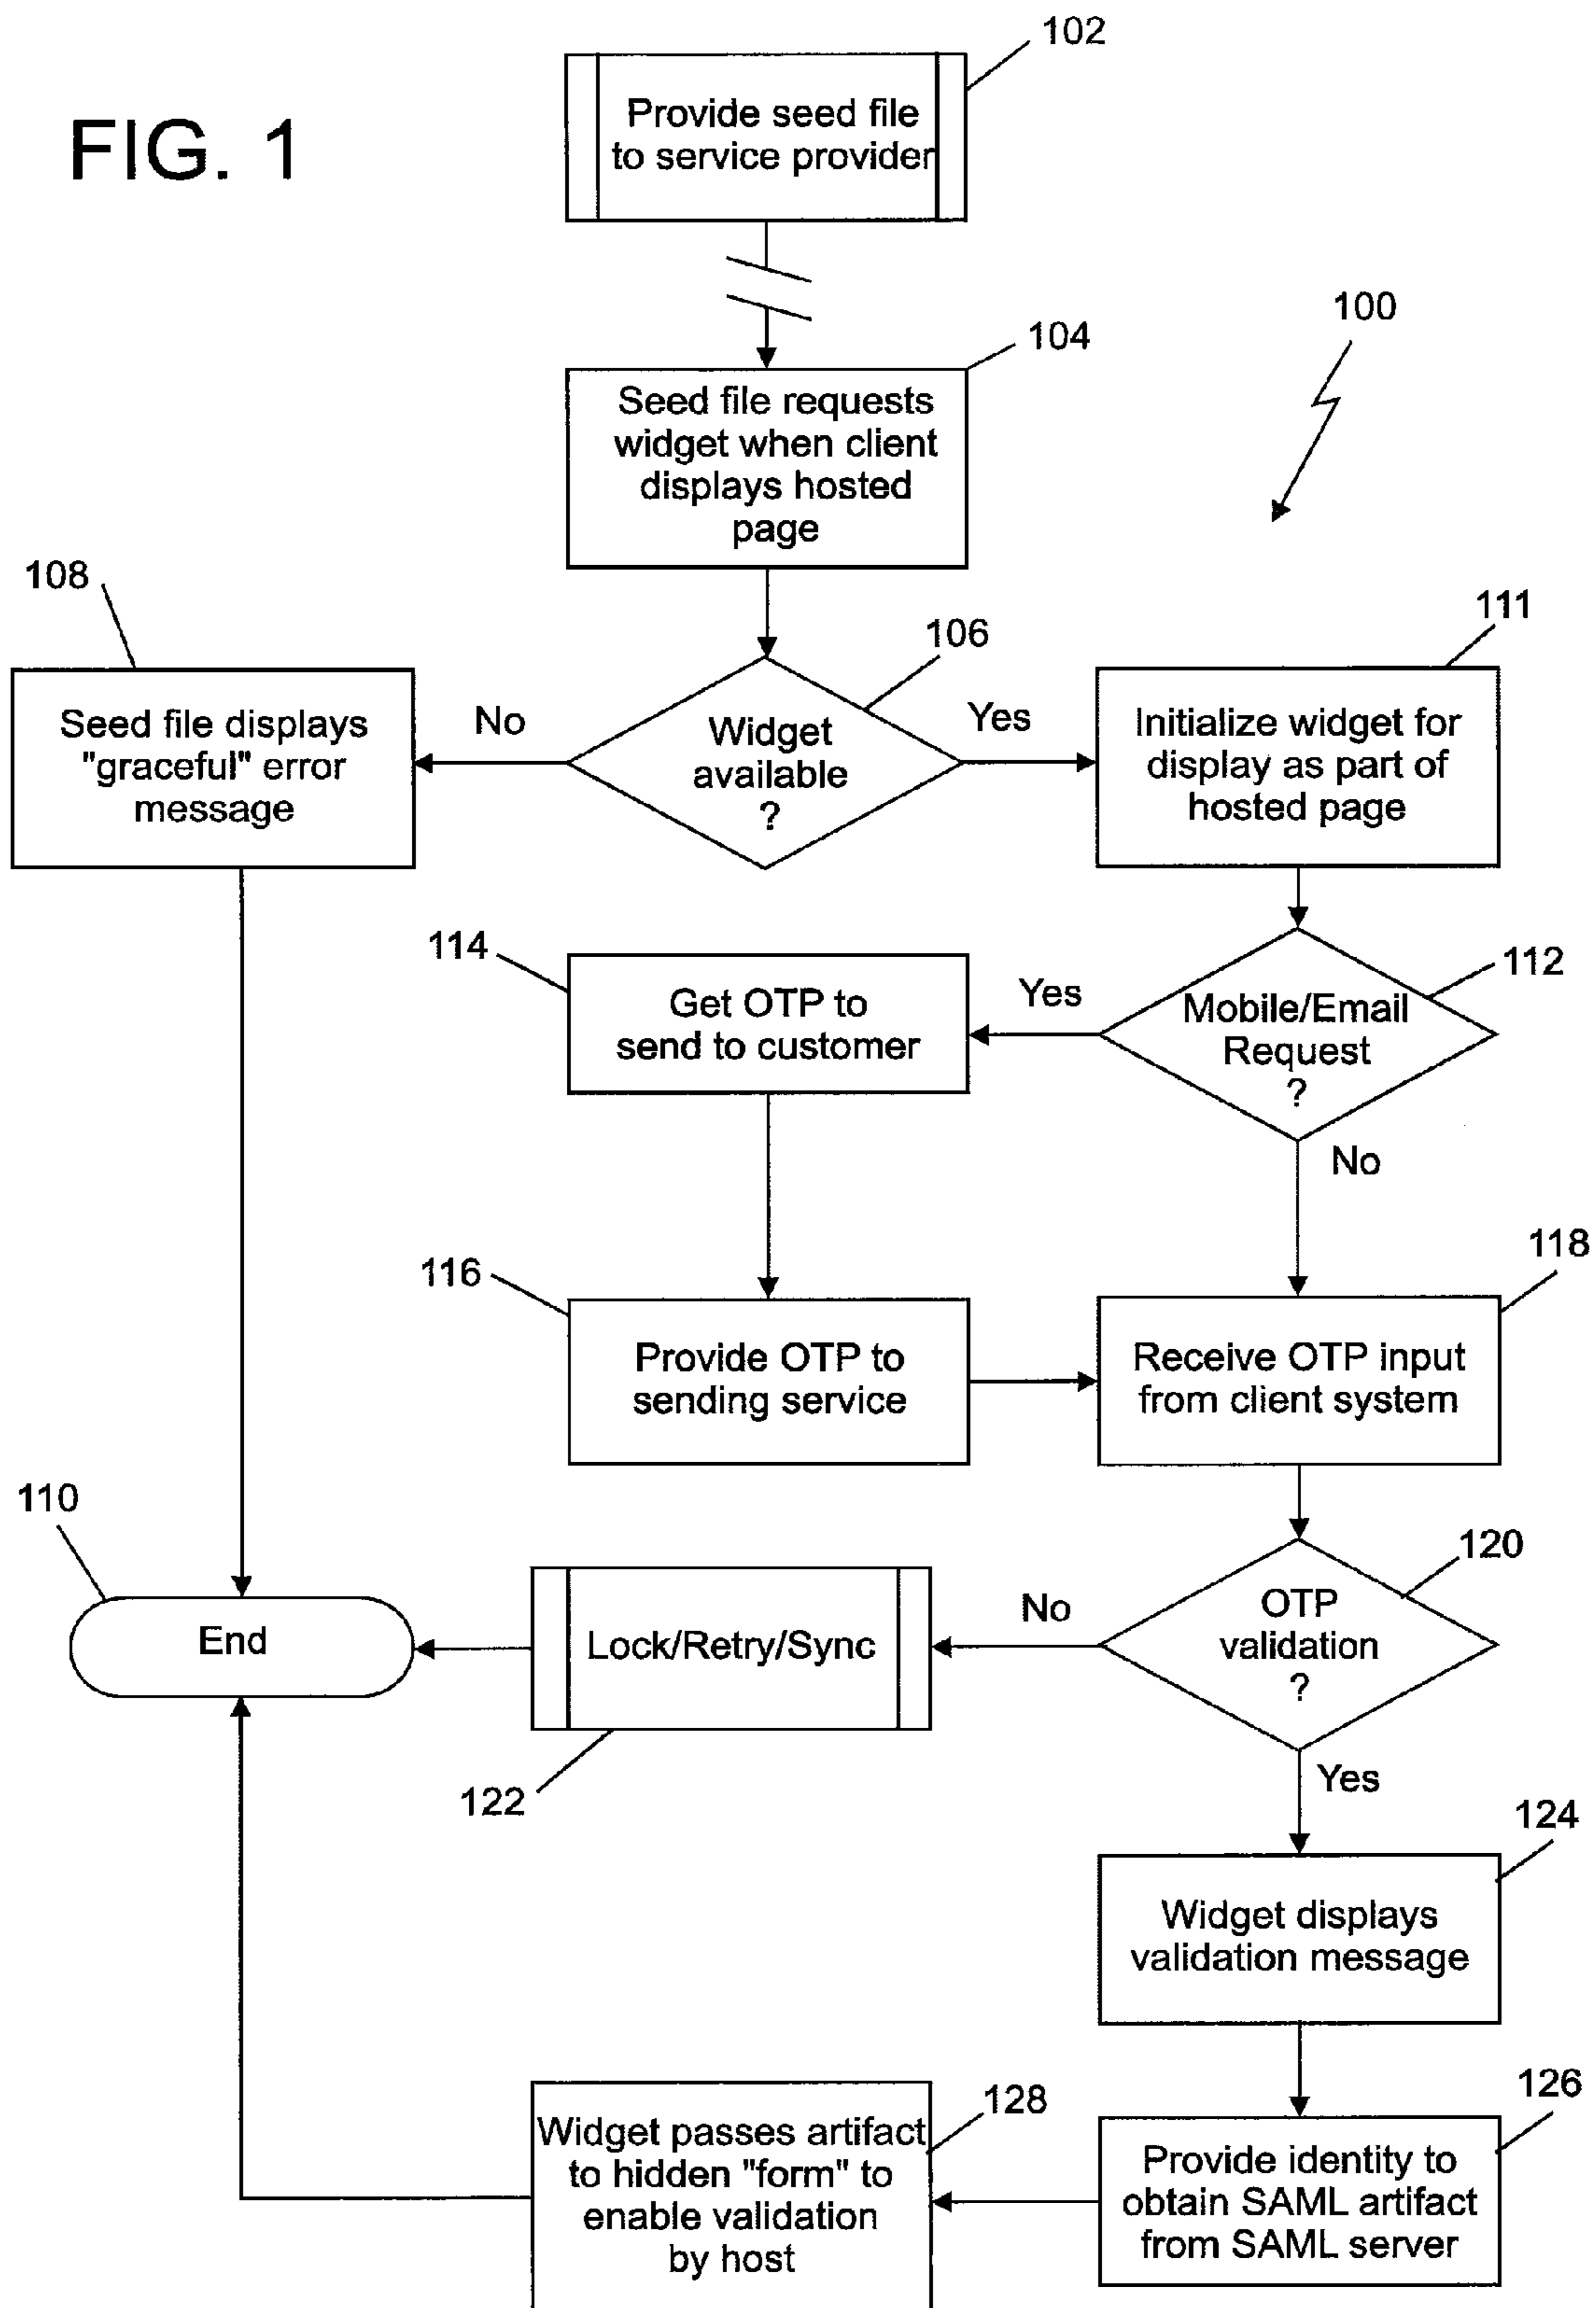 FIG. 1
102
Provide seed file
to service provider
100
104
Seed file requests
widget when client
displays hosted
page
108
106
111
Seed file displays
"graceful" error
message
No
Widget
available
?
Yes
Initialize widget for
display as part of
hosted page
114
112
Get OTP to
send to customer
Yes
Mobile/Email
Request
?
No
116
118
Provide OTP to
sending service
Receive OTP input
from client system
110
120
End
Lock/Retry/Sync
No
OTP
validation
?
122
Yes
124
Widget displays
validation message
128
126
Widget passes artifact
to hidden "form" to
enable validation
by host
Provide identity to
obtain SAML artifact
from SAML server